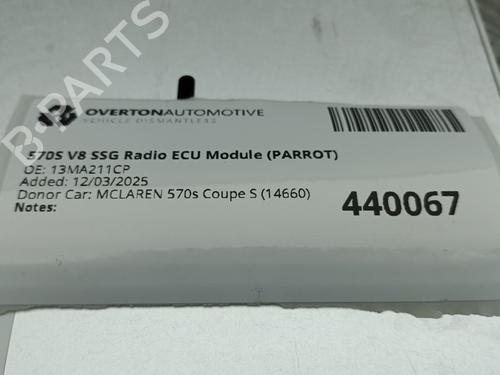 OVERTONAUTOMOTIVE
VEHICLE DISMANTLERS
570S V8 SSG Radio ECU Module (PARROT)
OE: 13MA211CP
Added: 12/03/2025
Donor Car: MCLAREN 570s Coupe S (14660)
Notes:
440067
B-PARTS